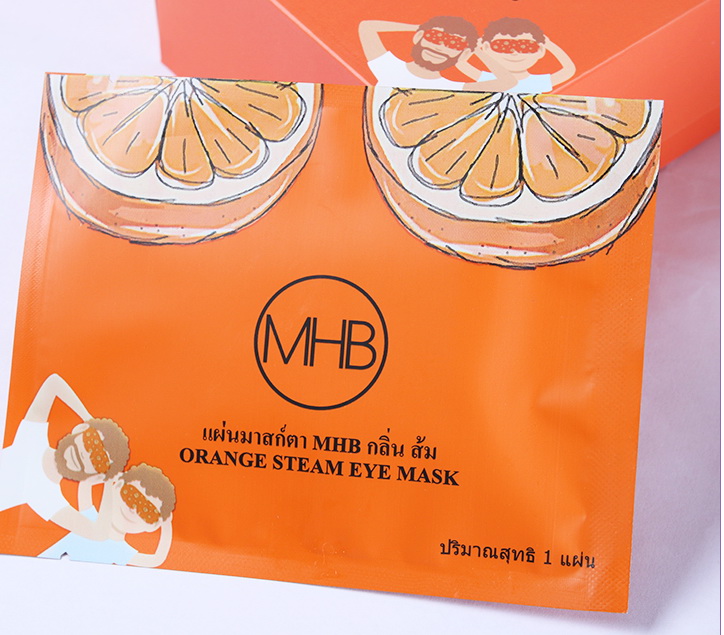 MHB
แผ่นมาสก์ตา MHB กลิ่น ส้ม
ORANGE STEAM EYE MASK
ปริมาณสุทธิ 1 แผ่น